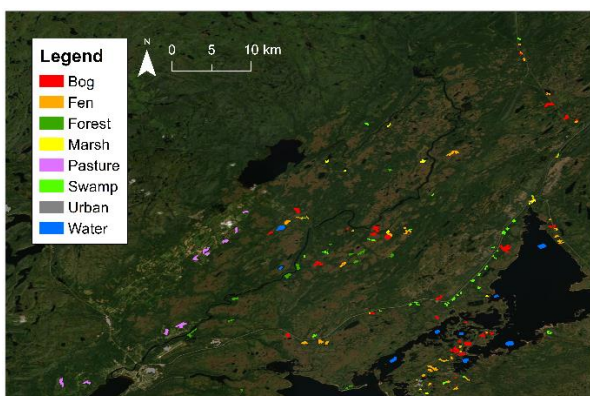 Legend
Bog
Fen
Forest
Marsh
Pasture
Swamp
Urban
Water
N
0 5 10 km